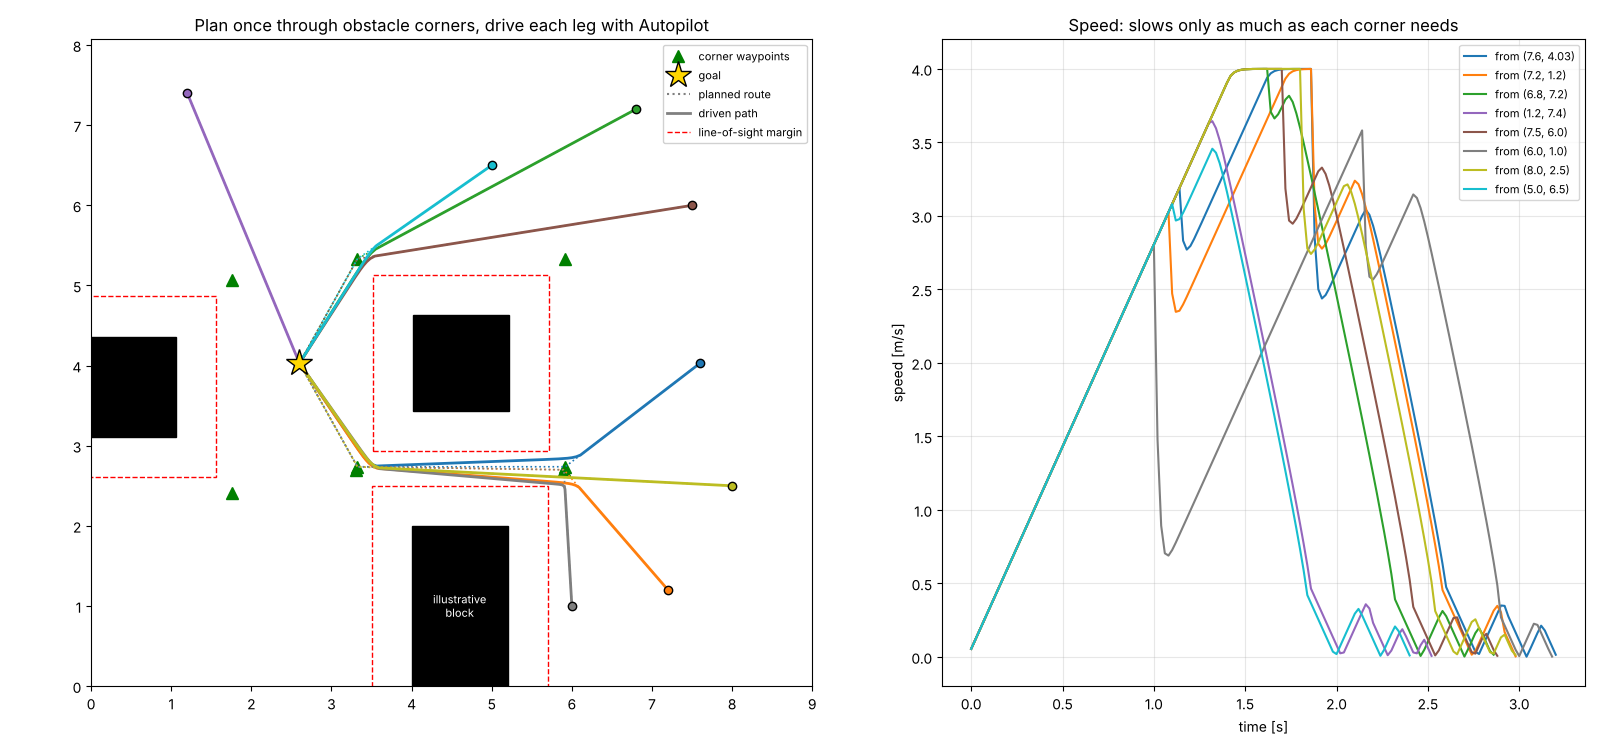 Plan once through obstacle corners, drive each leg with Autopilot
8
7
6
5
4
3
2
1
0
0 1 2 3 4 5 6 7 8 9
corner waypoints
goal
planned route
driven path
line-of-sight margin
illustrative
block
Speed: slows only as much as each corner needs
speed [m/s]
4.0
3.5
3.0
2.5
2.0
1.5
1.0
0.5
0.0
0.0 0.5 1.0 1.5 2.0 2.5 3.0
time [s]
from (7.6, 4.03)
from (7.2, 1.2)
from (6.8, 7.2)
from (1.2, 7.4)
from (7.5, 6.0)
from (6.0, 1.0)
from (8.0, 2.5)
from (5.0, 6.5)